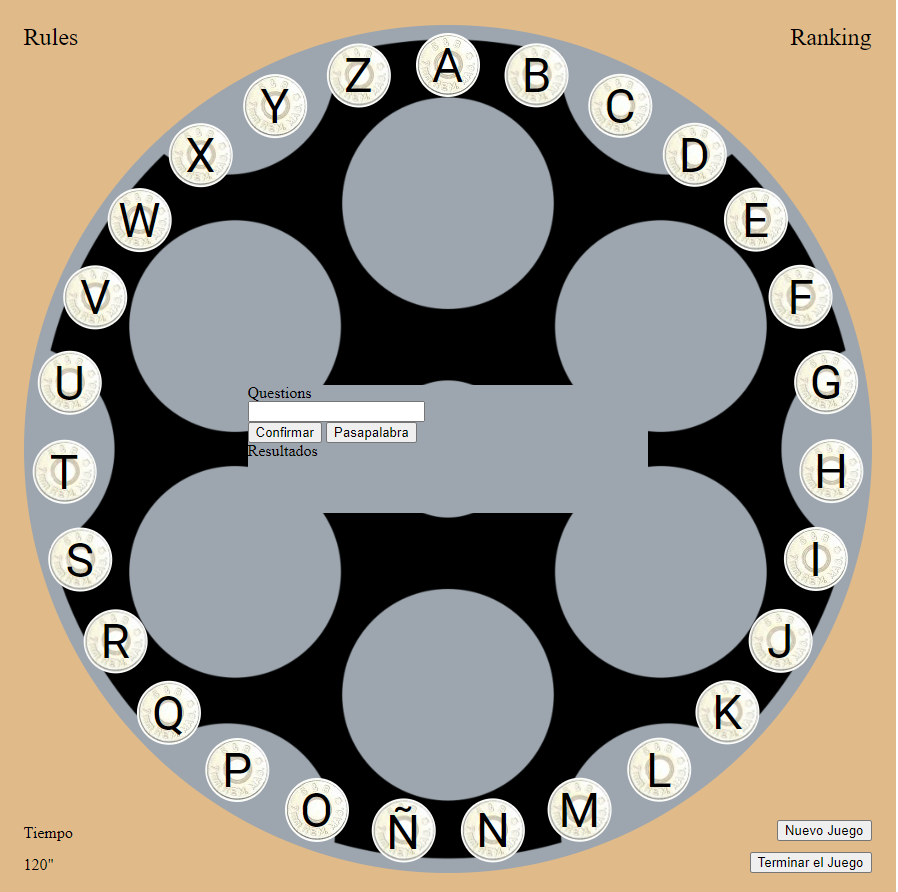 Rules
Ranking
A
B
C
D
E
F
G
H
I
J
K
L
M
N
Ñ
O
P
Q
R
S
T
U
V
W
X
Y
Z
Questions
Confirmar Pasapalabra
Resultados
Tiempo
120"
Nuevo Juego
Terminar el Juego